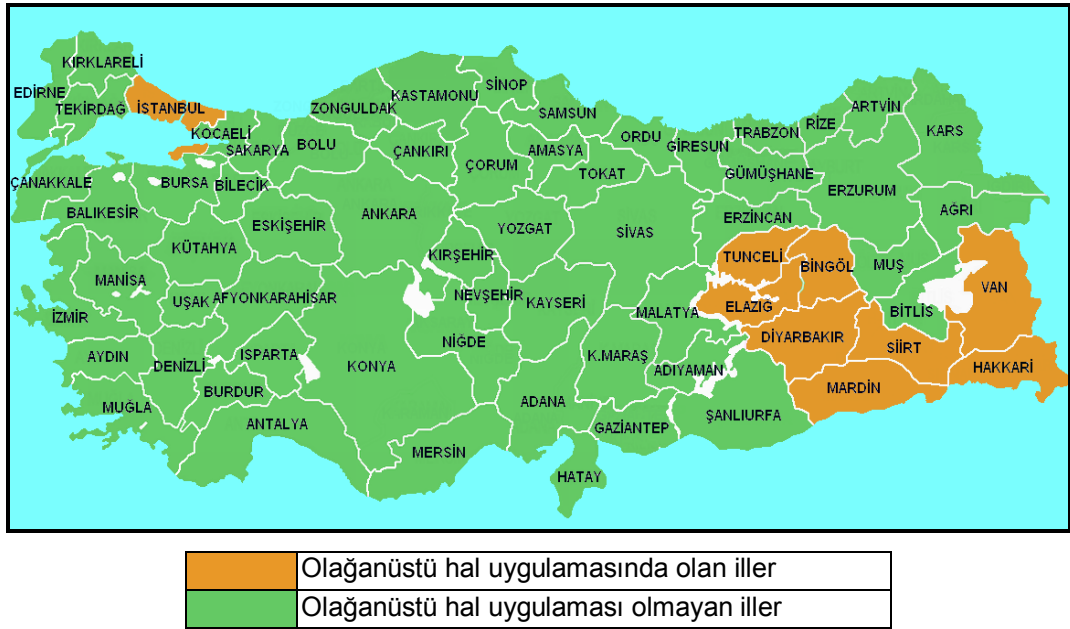 KIRKLARELİ
EDİRNE
TEKİRDAĞ
İSTANBUL
KOCAELİ
SAKARYA
BOLU
ZONGULDAK
KASTAMONU
SİNOP
SAMSUN
ÇANKIRI
ÇORUM
AMASYA
TOKAT
ORDU
GİRESUN
TRABZON
RİZE
ARTVİN
KARS
GÜMÜŞHANE
ERZURUM
ÇANAKKALE
BALIKESİR
BURSA
BİLECİK
ESKİŞEHİR
ANKARA
YOZGAT
SİVAS
ERZİNCAN
AĞRI
KÜTAHYA
KIRŞEHİR
TUNCELİ
BİNGÖL
MUŞ
VAN
MANİSA
UŞAK
AFYONKARAHİSAR
NEVŞEHİR
KAYSERİ
MALATYA
ELAZIĞ
BİTLİS
İZMİR
NİĞDE
DİYARBAKIR
SİİRT
HAKKARİ
AYDIN
DENİZLİ
ISPARTA
KONYA
K.MARAŞ
ADIYAMAN
MARDİN
MUĞLA
BURDUR
ANTALYA
ADANA
GAZİANTEP
ŞANLIURFA
MERSİN
HATAY
Olağanüstü hal uygulamasında olan iller
Olağanüstü hal uygulaması olmayan iller